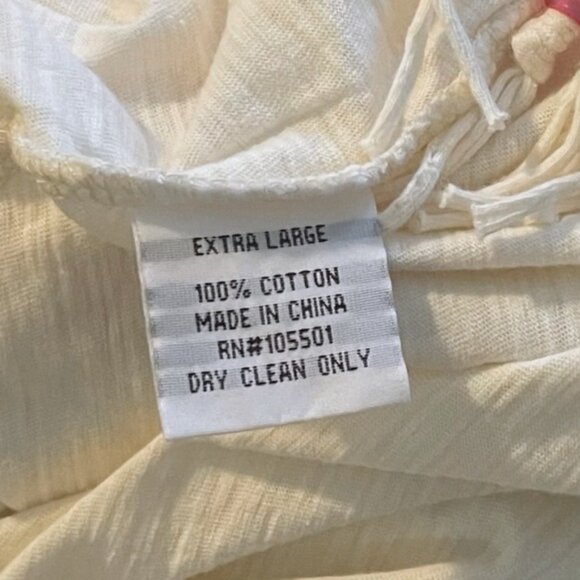 EXTRA LARGE
100% COTTON
MADE IN CHINA
RN#105501
DRY CLEAN ONLY